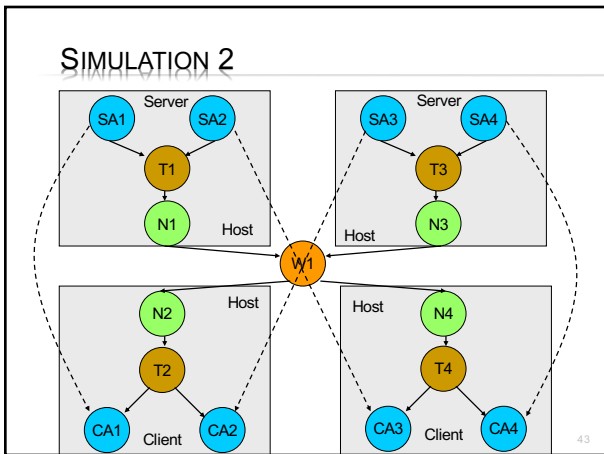 SIMULATION 2
Server
SA1
SA2
T1
N1
Host
Server
SA3
SA4
T3
N3
Host
W1
Host
N2
T2
CA1
CA2
Client
Host
N4
T4
CA3
CA4
Client
43